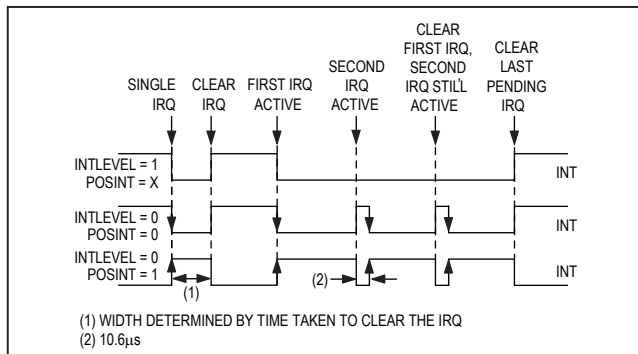 SINGLE
IRQ
CLEAR
IRQ
FIRST IRQ
ACTIVE
SECOND
IRQ
ACTIVE
CLEAR
FIRST IRQ,
SECOND
IRQ STILL
ACTIVE
CLEAR
LAST
PENDING
IRQ
INTLEVEL = 1
POSINT = X
INT
INTLEVEL = 0
POSINT = 0
INT
INTLEVEL = 0
POSINT = 1
INT
(1)
(2)
(1) WIDTH DETERMINED BY TIME TAKEN TO CLEAR THE IRQ
(2) 10.6µs